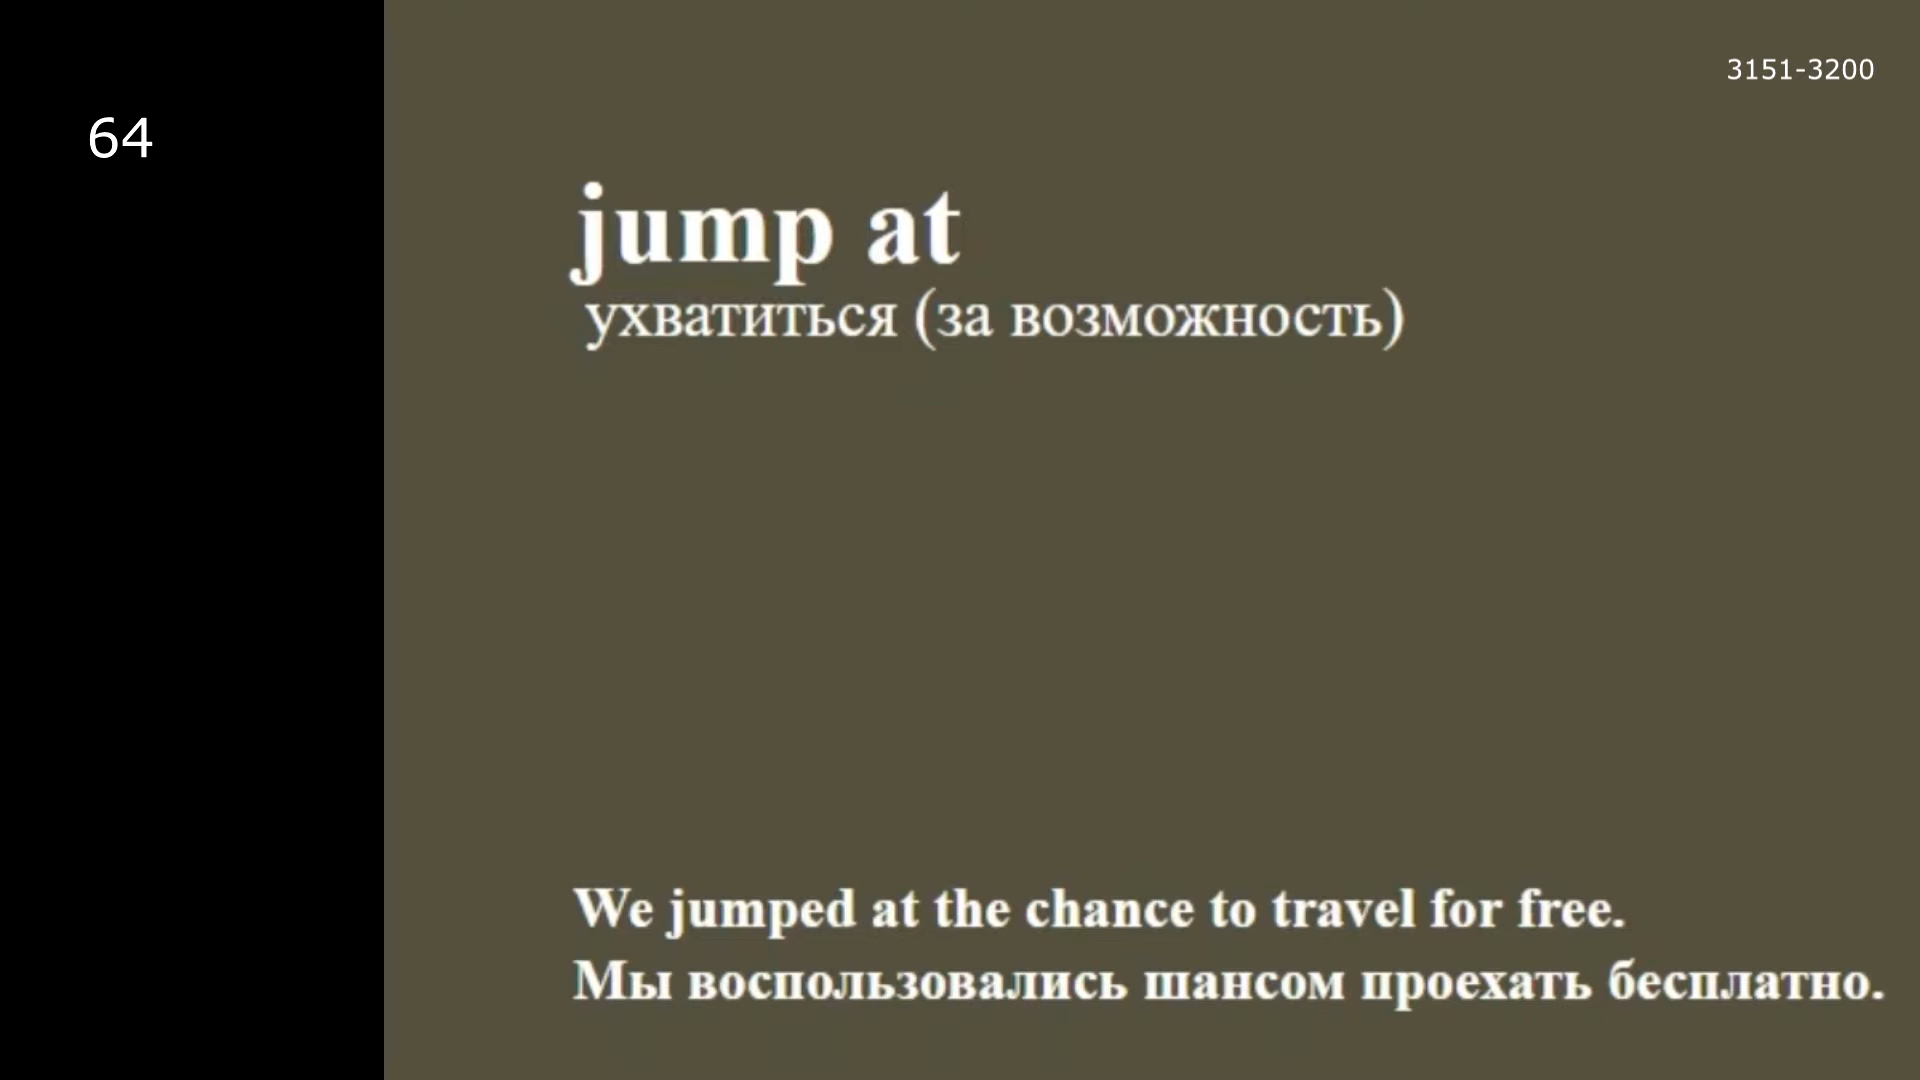 3151-3200
64
jump at
ухватиться (за возможность)
We jumped at the chance to travel for free.
Мы воспользовались шансом проехать бесплатно.